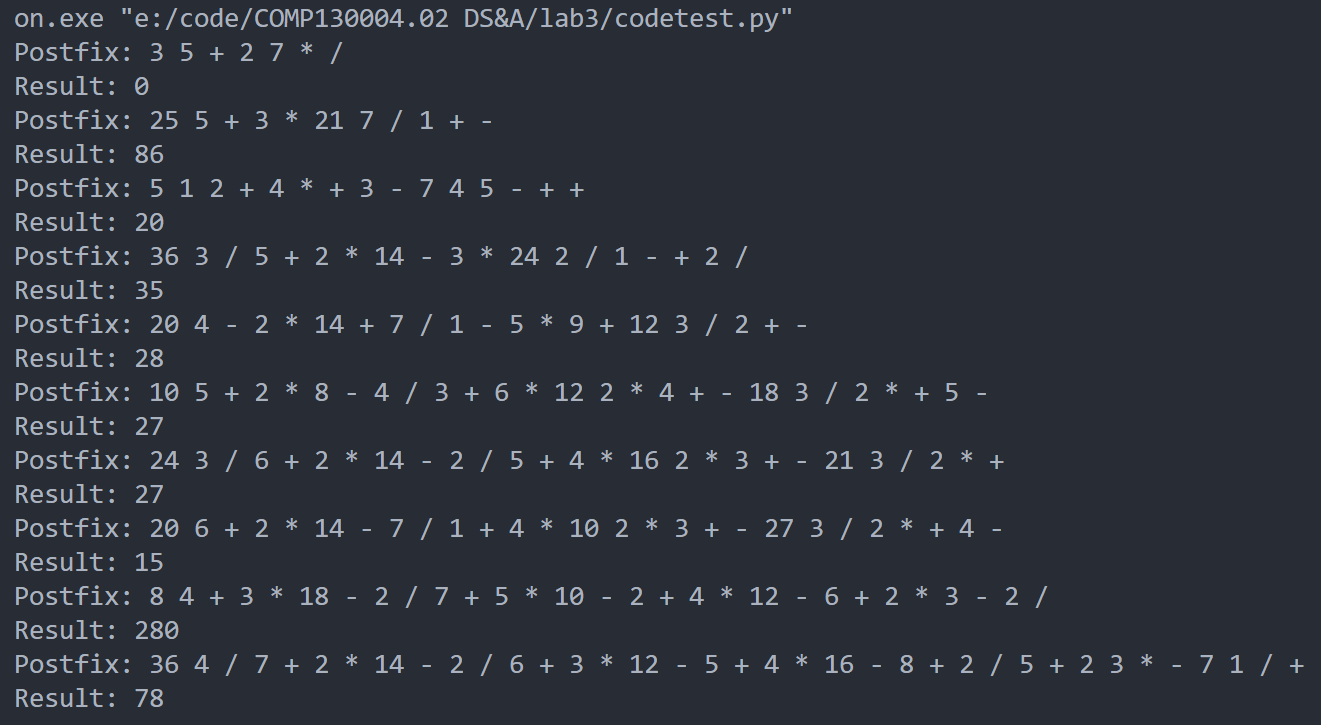 on.exe "e:/code/COMP130004.02 DS&A/lab3/codetest.py"
Postfix: 3 5 + 2 7 * /
Result: 0
Postfix: 25 5 + 3 * 21 7 / 1 + -
Result: 86
Postfix: 5 1 2 + 4 * + 3 - 7 4 5 - + +
Result: 20
Postfix: 36 3 / 5 + 2 * 14 - 3 * 24 2 / 1 - + 2 /
Result: 35
Postfix: 20 4 - 2 * 14 + 7 / 1 - 5 * 9 + 12 3 / 2 + -
Result: 28
Postfix: 10 5 + 2 * 8 - 4 / 3 + 6 * 12 2 * 4 + - 18 3 / 2 * + 5 -
Result: 27
Postfix: 24 3 / 6 + 2 * 14 - 2 / 5 + 4 * 16 2 * 3 + - 21 3 / 2 * +
Result: 27
Postfix: 20 6 + 2 * 14 - 7 / 1 + 4 * 10 2 * 3 + - 27 3 / 2 * + 4 -
Result: 15
Postfix: 8 4 + 3 * 18 - 2 / 7 + 5 * 10 - 2 + 4 * 12 - 6 + 2 * 3 - 2 /
Result: 280
Postfix: 36 4 / 7 + 2 * 14 - 2 / 6 + 3 * 12 - 5 + 4 * 16 - 8 + 2 / 5 + 2 3 * - 7 1 / +
Result: 78